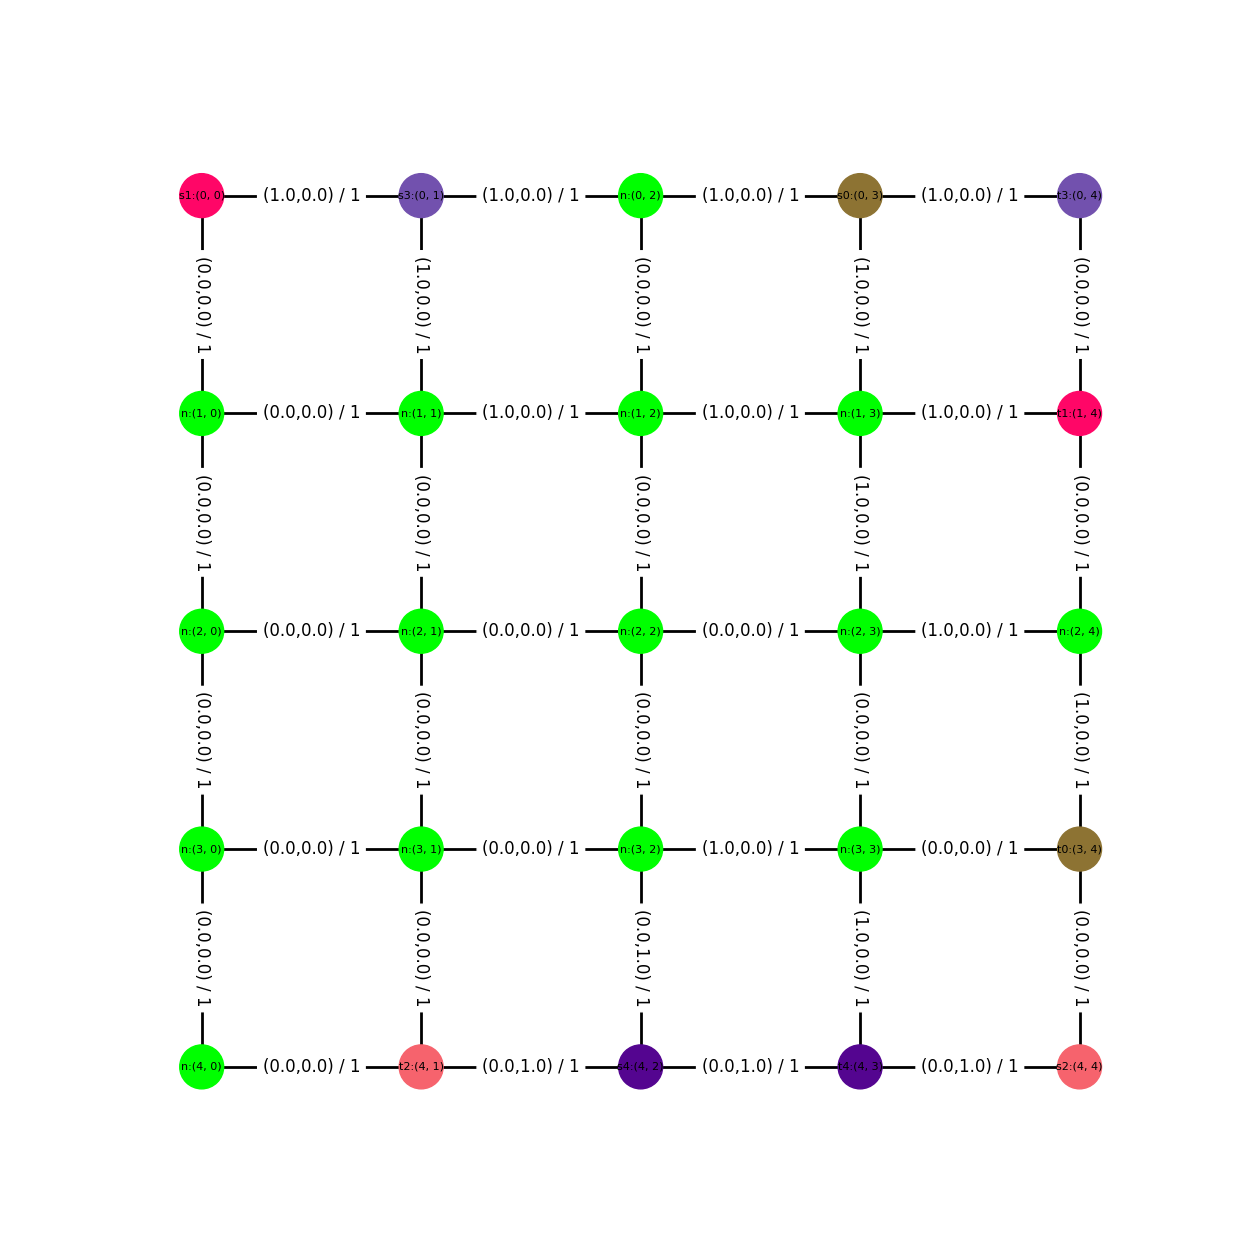 s1:(0, 0) (1.0,0.0) / 1 s3:(0, 1) (1.0,0.0) / 1 n:(0, 2) (1.0,0.0) / 1 s0:(0, 3) (1.0,0.0) / 1 t3:(0, 4)
(0.0,0.0) / 1 (1.0,0.0) / 1 (0.0,0.0) / 1 (1.0,0.0) / 1 (0.0,0.0) / 1
n:(1, 0) (0.0,0.0) / 1 n:(1, 1) (1.0,0.0) / 1 n:(1, 2) (1.0,0.0) / 1 n:(1, 3) (1.0,0.0) / 1 t1:(1, 4)
(0.0,0.0) / 1 (0.0,0.0) / 1 (0.0,0.0) / 1 (1.0,0.0) / 1 (0.0,0.0) / 1
n:(2, 0) (0.0,0.0) / 1 n:(2, 1) (0.0,0.0) / 1 n:(2, 2) (0.0,0.0) / 1 n:(2, 3) (1.0,0.0) / 1 n:(2, 4)
(0.0,0.0) / 1 (0.0,0.0) / 1 (0.0,0.0) / 1 (0.0,0.0) / 1 (1.0,0.0) / 1
n:(3, 0) (0.0,0.0) / 1 n:(3, 1) (0.0,0.0) / 1 n:(3, 2) (1.0,0.0) / 1 n:(3, 3) (0.0,0.0) / 1 t0:(3, 4)
(0.0,0.0) / 1 (0.0,0.0) / 1 (0.0,1.0) / 1 (1.0,0.0) / 1 (0.0,0.0) / 1
n:(4, 0) (0.0,0.0) / 1 t2:(4, 1) (0.0,1.0) / 1 s4:(4, 2) (0.0,1.0) / 1 t4:(4, 3) (0.0,1.0) / 1 s2:(4, 4)